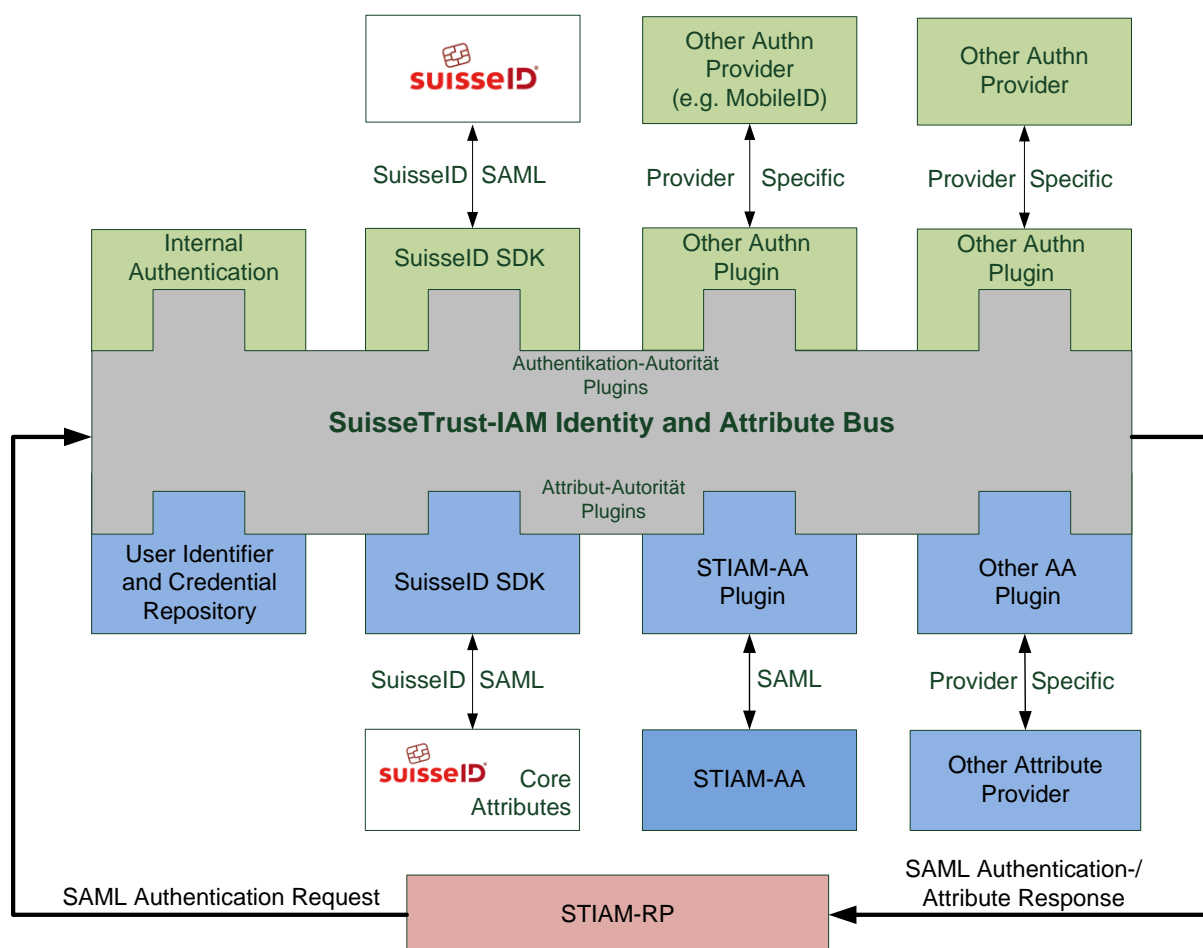 suisseID®
Other Authn
Provider
(e.g. MobileID)
Other Authn
Provider
SuisseID SAML
Provider Specific
Provider Specific
Internal
Authentication
SuisseID SDK
Other Authn
Plugin
Other Authn
Plugin
Authentikation-Autorität
Plugins
SuisseTrust-IAM Identity and Attribute Bus
Attribut-Autorität
Plugins
User Identifier
and Credential
Repository
SuisseID SDK
STIAM-AA
Plugin
Other AA
Plugin
SuisseID SAML
SAML
Provider Specific
suisseID®
Core
Attributes
STIAM-AA
Other Attribute
Provider
SAML Authentication Request
STIAM-RP
SAML Authentication-/
Attribute Response